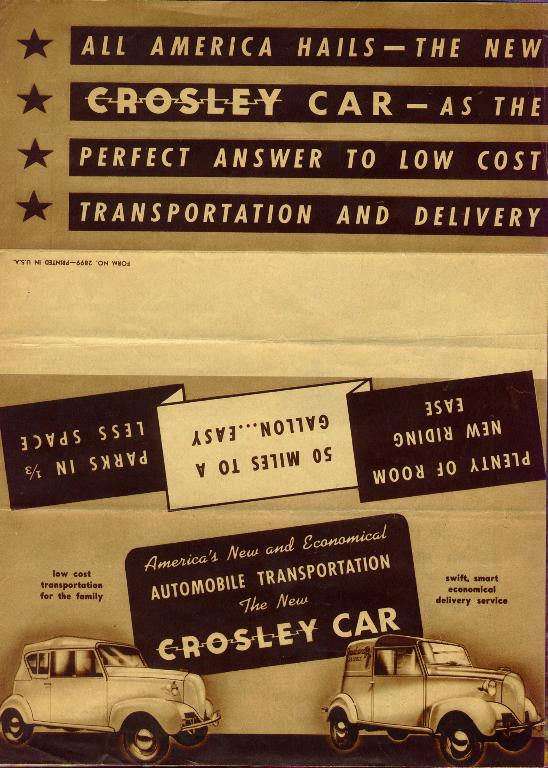 ALL AMERICA HAILS—THE NEW
CROSLEY CAR—AS THE
PERFECT ANSWER TO LOW COST
TRANSPORTATION AND DELIVERY
FORM NO. 2899—PRINTED IN U.S.A.
PLENTY OF ROOM
NEW RIDING
EASE
50 MILES TO A
GALLON...EASY
PARKS IN 1/3
LESS SPACE
America's New and Economical
AUTOMOBILE TRANSPORTATION
The New
CROSLEY CAR
low cost
transportation
for the family
swift, smart
economical
delivery service